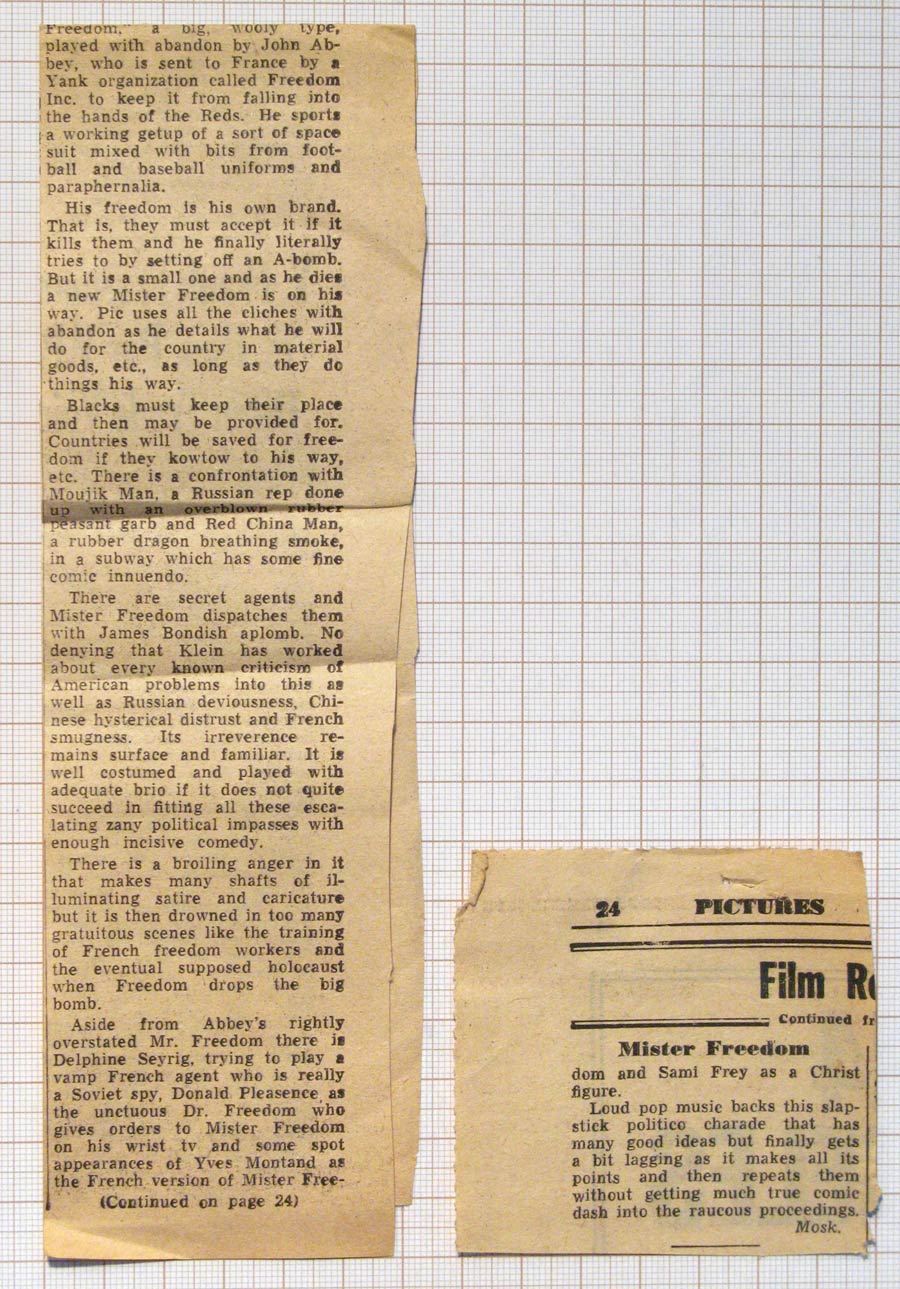 Freedom," a big, wooly type,
played with abandon by John Ab-
bey, who is sent to France by a
Yank organization called Freedom
Inc. to keep it from falling into
the hands of the Reds. He sports
a working getup of a sort of space
suit mixed with bits from foot-
ball and baseball uniforms and
paraphernalia.
His freedom is his own brand.
That is, they must accept it if it
kills them and he finally literally
tries to by setting off an A-bomb.
But it is a small one and as he dies
a new Mister Freedom is on his
way. Pic uses all the cliches with
abandon as he details what he will
do for the country in material
goods, etc., as long as they do
things his way.
Blacks must keep their place
and then may be provided for.
Countries will be saved for free-
dom if they kowtow to his way,
etc. There is a confrontation with
Moujik Man, a Russian rep done
up with an overblown rubber
peasant garb and Red China Man,
a rubber dragon breathing smoke,
in a subway which has some fine
comic innuendo.
There are secret agents and
Mister Freedom dispatches them
with James Bondish aplomb. No
denying that Klein has worked
about every known criticism of
American problems into this as
well as Russian deviousness, Chi-
nese hysterical distrust and French
smugness. Its irreverence re-
mains surface and familiar. It is
well costumed and played with
adequate brio if it does not quite
succeed in fitting all these esca-
lating zany political impasses with
enough incisive comedy.
There is a broiling anger in it
that makes many shafts of il-
luminating satire and caricature
but it is then drowned in too many
gratuitous scenes like the training
of French freedom workers and
the eventual supposed holocaust
when Freedom drops the big
bomb.
Aside from Abbey's rightly
overstated Mr. Freedom there is
Delphine Seyrig, trying to play a
vamp French agent who is really
a Soviet spy, Donald Pleasence as
the unctuous Dr. Freedom who
gives orders to Mister Freedom
on his wrist tv and some spot
appearances of Yves Montand as
the French version of Mister Free-
(Continued on page 24)
24 PICTURES
Film Re
Continued fr
Mister Freedom
dom and Sami Frey as a Christ
figure.
Loud pop music backs this slap-
stick politico charade that has
many good ideas but finally gets
a bit lagging as it makes all its
points and then repeats them
without getting much true comic
dash into the raucous proceedings.
Mosk.